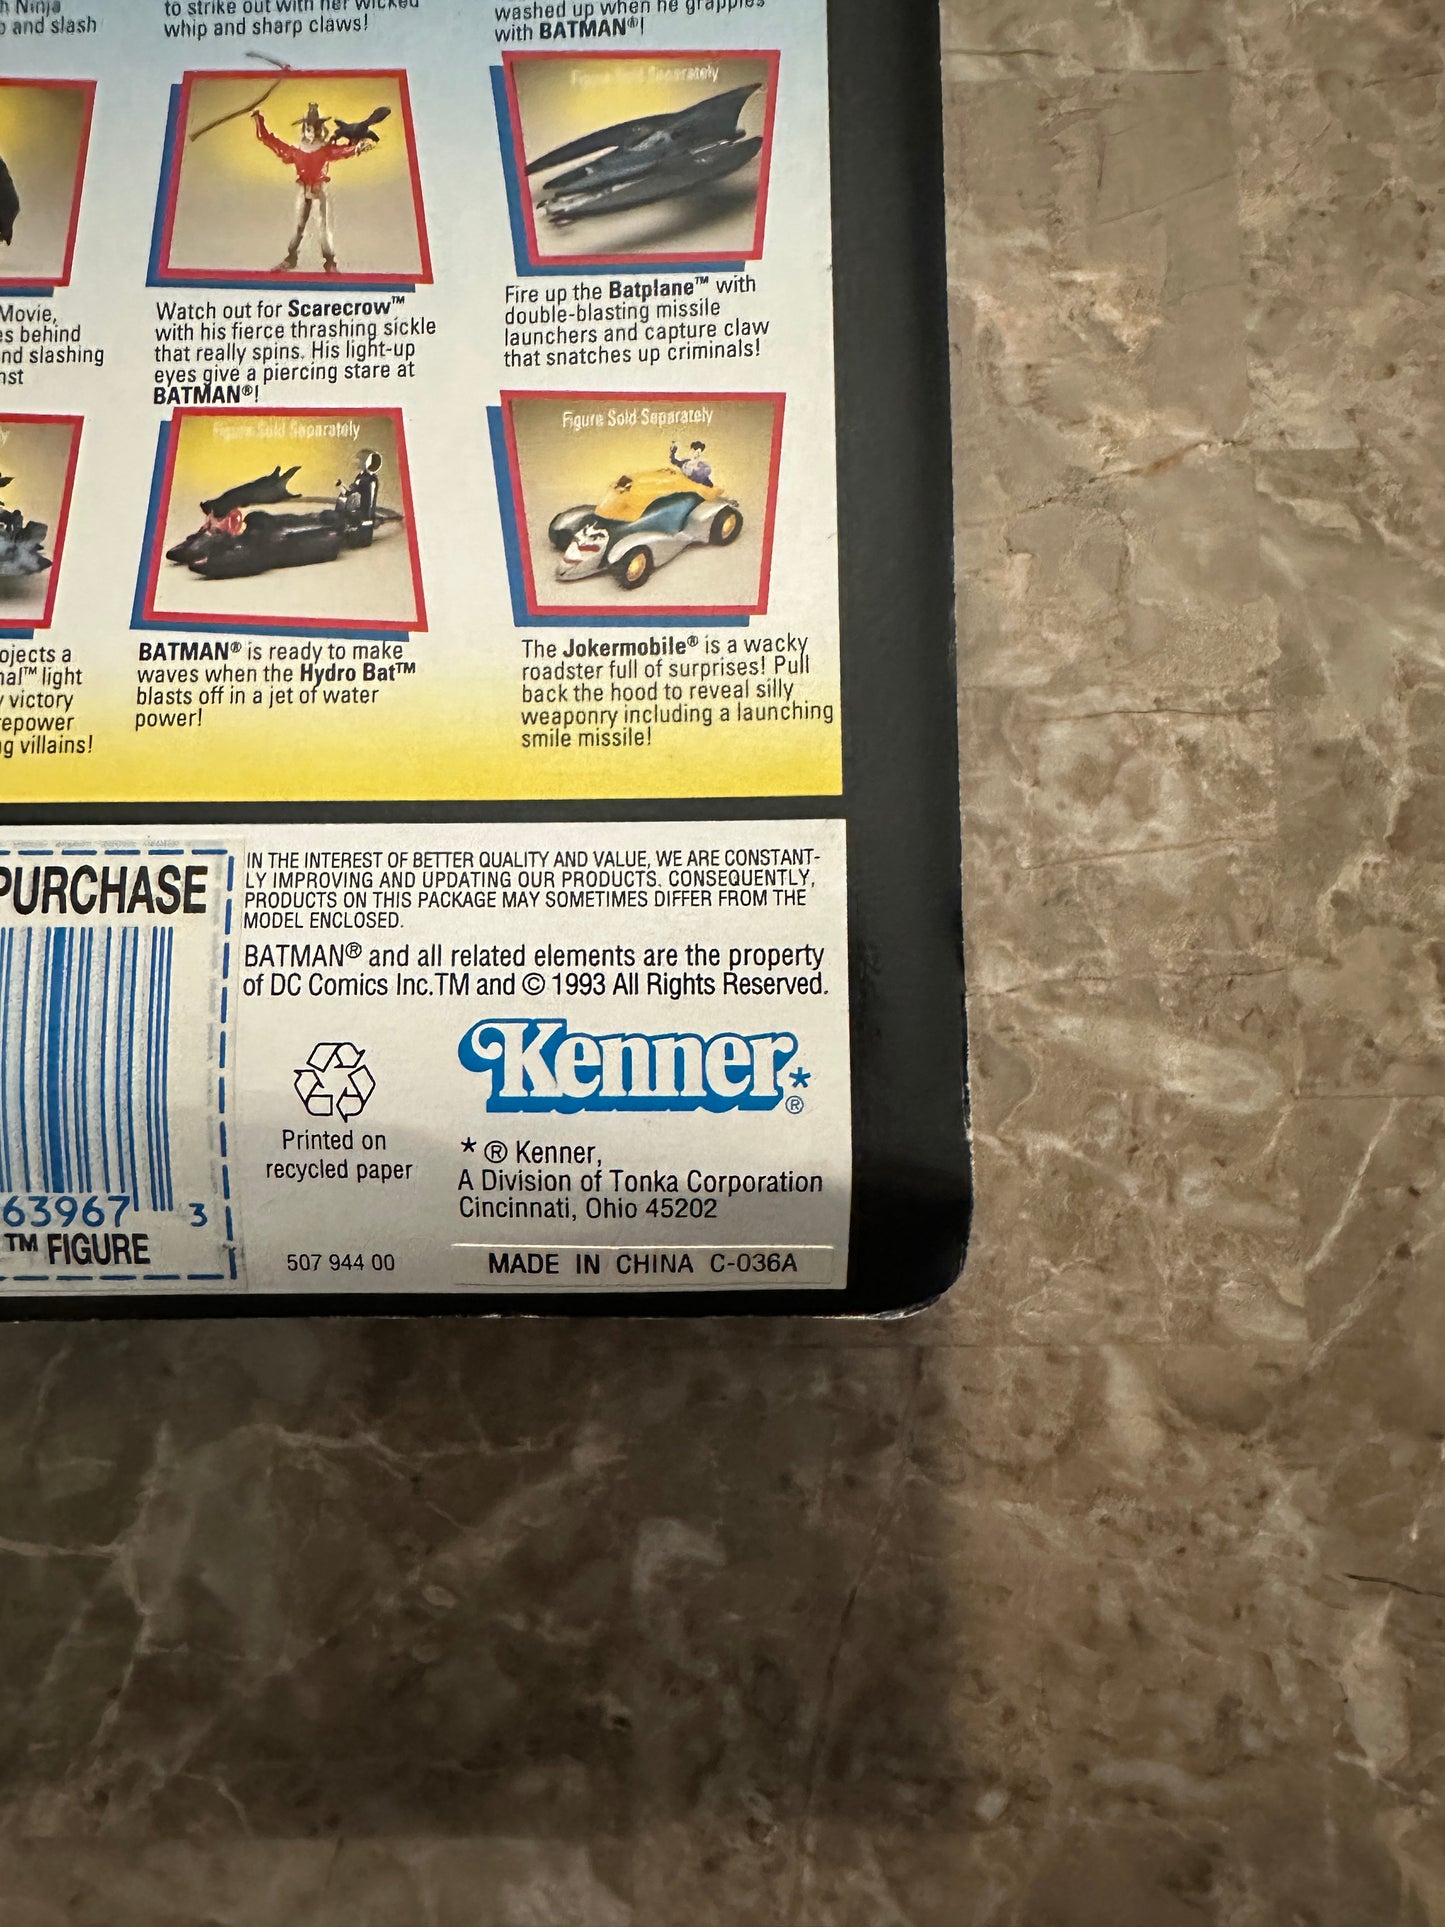 h Ninja
and slash
to strike out with her wicked
whip and sharp claws!
washed up when he grapples
with BATMAN®!
Figure Sold Separately
Movie,
es behind
nd slashing
nst
Watch out for Scarecrow™
with his fierce thrashing sickle
that really spins. His light-up
eyes give a piercing stare at
BATMAN®!
Fire up the Batplane™ with
double-blasting missile
launchers and capture claw
that snatches up criminals!
Figure Sold Separately
Figure Sold Separately
ojects a
nal™ light
y victory
repower
ng villains!
BATMAN® is ready to make
waves when the Hydro Bat™
blasts off in a jet of water
power!
The Jokermobile® is a wacky
roadster full of surprises! Pull
back the hood to reveal silly
weaponry including a launching
smile missile!
PURCHASE
63967 3
™ FIGURE
IN THE INTEREST OF BETTER QUALITY AND VALUE, WE ARE CONSTANT-
LY IMPROVING AND UPDATING OUR PRODUCTS. CONSEQUENTLY,
PRODUCTS ON THIS PACKAGE MAY SOMETIMES DIFFER FROM THE
MODEL ENCLOSED.
BATMAN® and all related elements are the property
of DC Comics Inc.TM and © 1993 All Rights Reserved.
Printed on
recycled paper
507 944 00
Kenner*®
* ® Kenner,
A Division of Tonka Corporation
Cincinnati, Ohio 45202
MADE IN CHINA C-036A